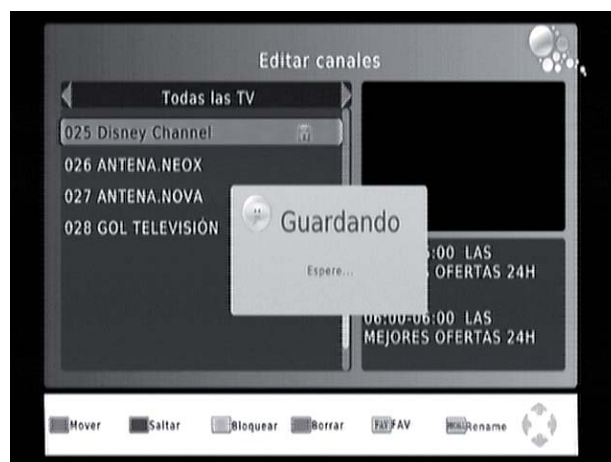 Editar canales
Todas las TV
025 Disney Channel
026 ANTENA.NEOX
027 ANTENA.NOVA
028 GOL TELEVISIÓN
Guardando
Espere...
:00 LAS
OFERTAS 24H
06:00-06:00 LAS
MEJORES OFERTAS 24H
Mover
Saltar
Bloquear
Borrar
FAV FAV
Rename